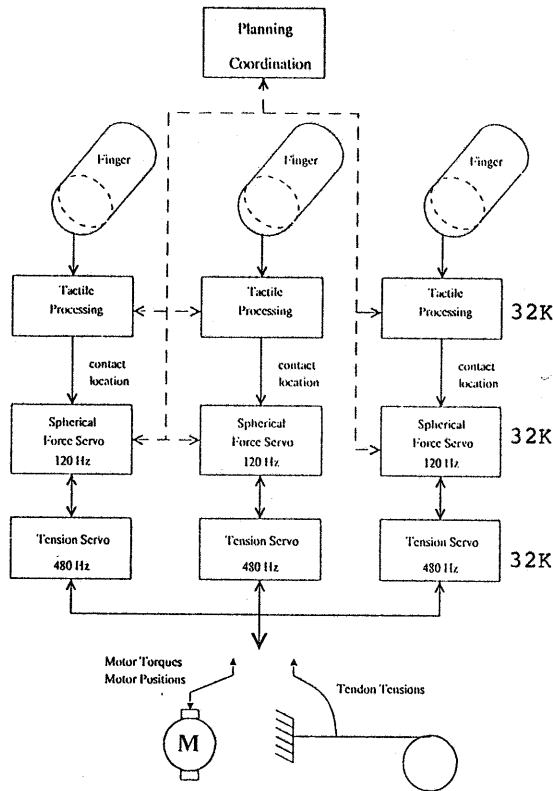 Planning
Coordination
Finger
Finger
Finger
Tactile
Processing
Tactile
Processing
Tactile
Processing
32K
contact
location
contact
location
contact
location
Spherical
Force Servo
120 Hz
Spherical
Force Servo
120 Hz
Spherical
Force Servo
120 Hz
32K
Tension Servo
480 Hz
Tension Servo
480 Hz
Tension Servo
480 Hz
32K
Motor Torques
Motor Positions
Tendon Tensions
M